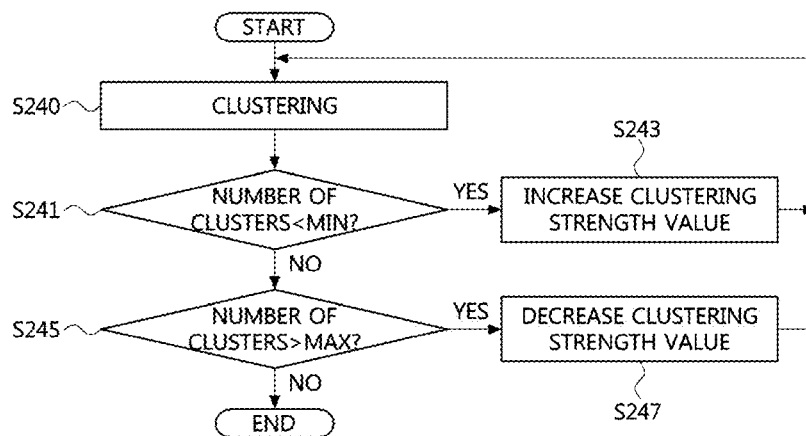 START
S240
CLUSTERING
S243
S241
NUMBER OF
CLUSTERS<MIN?
YES
INCREASE CLUSTERING
STRENGTH VALUE
NO
S245
NUMBER OF
CLUSTERS>MAX?
YES
DECREASE CLUSTERING
STRENGTH VALUE
NO
S247
END